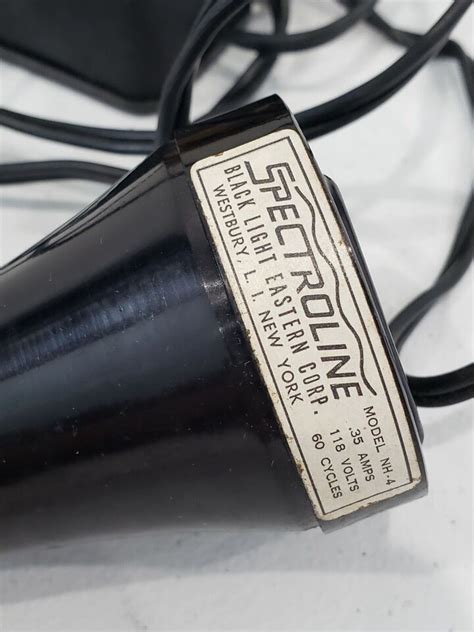 SPECTROLINE
BLACK LIGHT EASTERN CORP.
WESTBURY, L. I. NEW YORK
MODEL NH-4
.35 AMPS
118 VOLTS
60 CYCLES